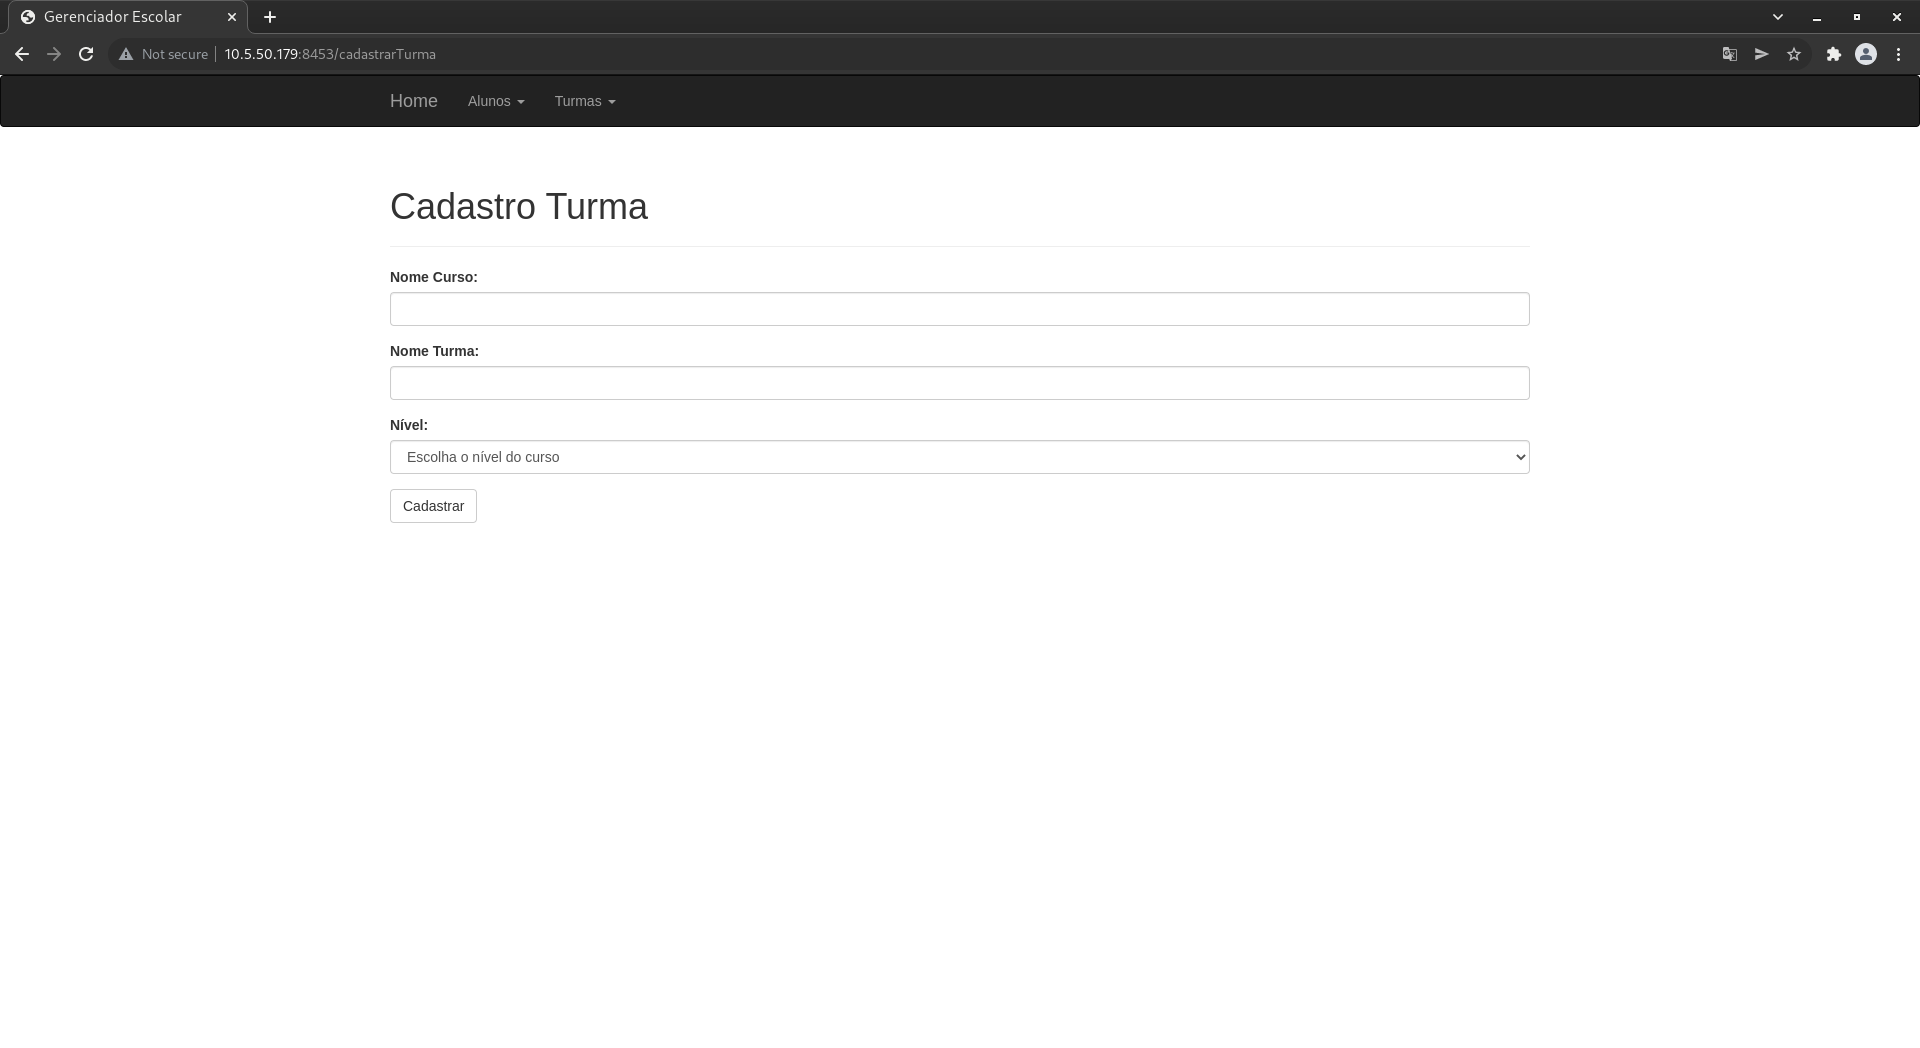 Gerenciador Escolar
Not secure 10.5.50.179:8453/cadastrarTurma
Home Alunos Turmas
Cadastro Turma
Nome Curso:
Nome Turma:
Nível:
Escolha o nível do curso
Cadastrar